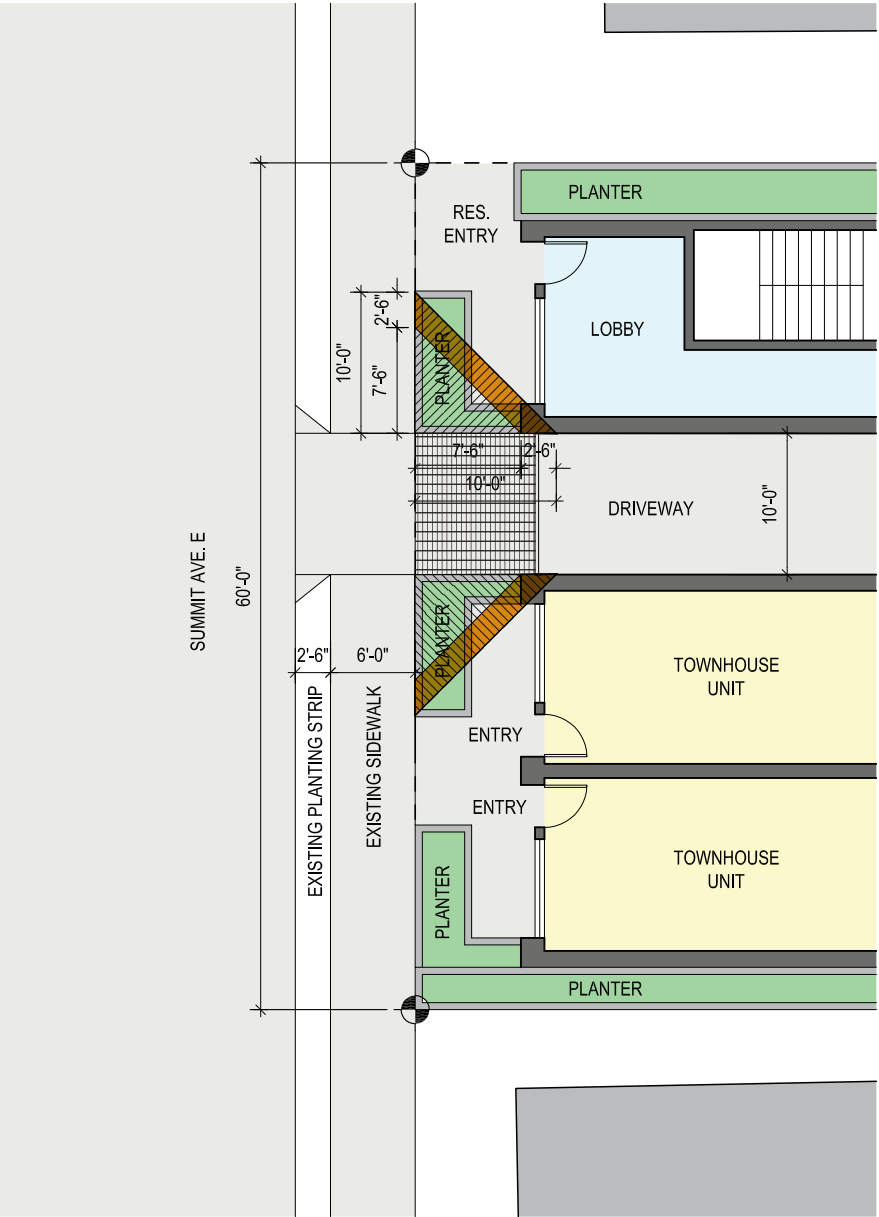 PLANTER
RES.
ENTRY
2'-6"
10'-0"
7'-6"
PLANTER
LOBBY
7'-6"
2'-6"
10'-0"
DRIVEWAY
10'-0"
SUMMIT AVE. E
60'-0"
PLANTER
2'-6"
6'-0"
TOWNHOUSE
UNIT
EXISTING PLANTING STRIP
EXISTING SIDEWALK
ENTRY
ENTRY
PLANTER
TOWNHOUSE
UNIT
PLANTER